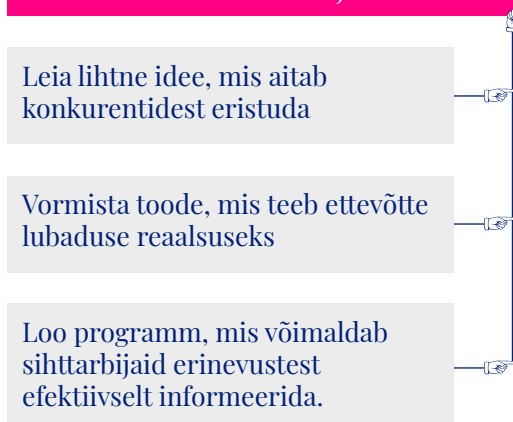 Leia lihtne idee, mis aitab
konkurentidest eristuda
Vormista toode, mis teeb ettevõtte
lubaduse reaalsuseks
Loo programm, mis võimaldab
sihttarbijaid erinevustest
efektiivselt informeerida.